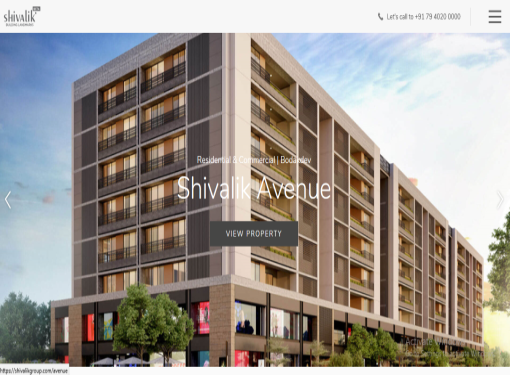 shivalik
Let's call to +91 79 4020 0000
Residential & Commercial | Bodakdev
Shivalik Avenue
VIEW PROPERTY
https://shivalikgroup.com/avenue